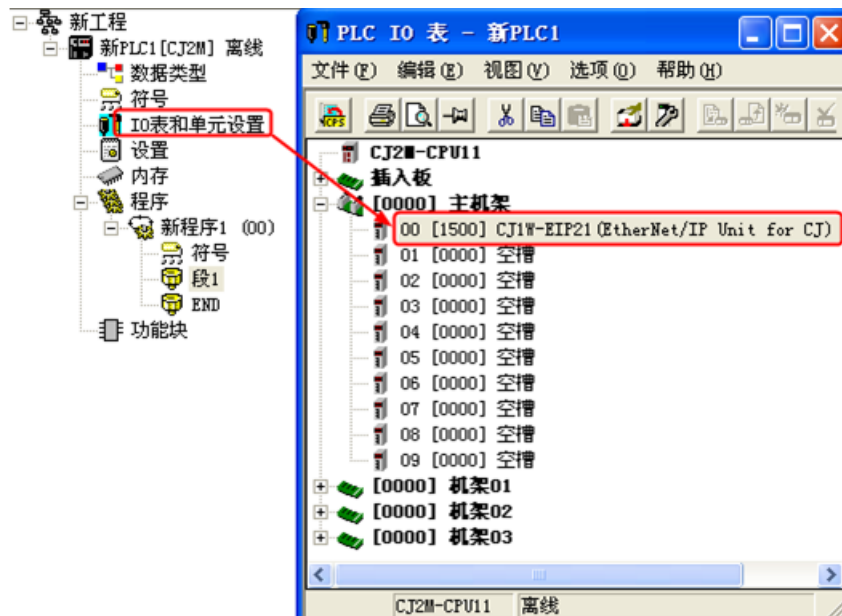 新工程
新PLC1[CJ2M] 离线
数据类型
符号
IO表和单元设置
设置
内存
程序
新程序1 (00)
符号
段1
END
功能块
PLC IO 表 - 新PLC1
文件(F) 编辑(E) 视图(V) 选项(O) 帮助(H)
CFS
CJ2M-CPU11
插入板
[0000] 主机架
00 [1500] CJ1W-EIP21(EtherNet/IP Unit for CJ)
01 [0000] 空槽
02 [0000] 空槽
03 [0000] 空槽
04 [0000] 空槽
05 [0000] 空槽
06 [0000] 空槽
07 [0000] 空槽
08 [0000] 空槽
09 [0000] 空槽
[0000] 机架01
[0000] 机架02
[0000] 机架03
CJ2M-CPU11 离线